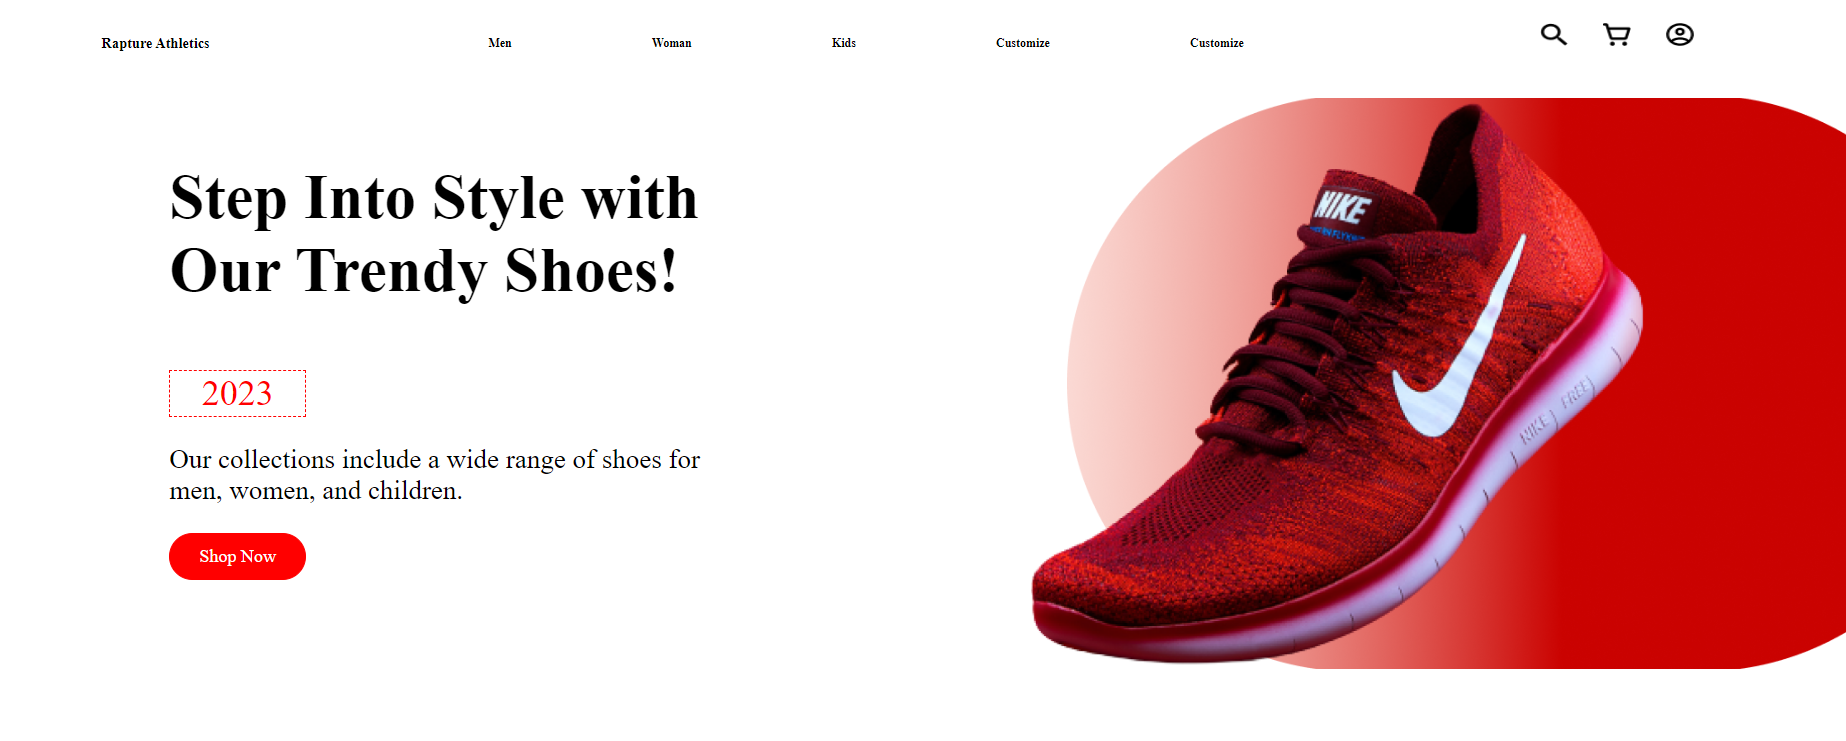 Rapture Athletics
Men
Woman
Kids
Customize
Customize
Step Into Style with
Our Trendy Shoes!
2023
Our collections include a wide range of shoes for
men, women, and children.
Shop Now
NIKE
NIKE FREE